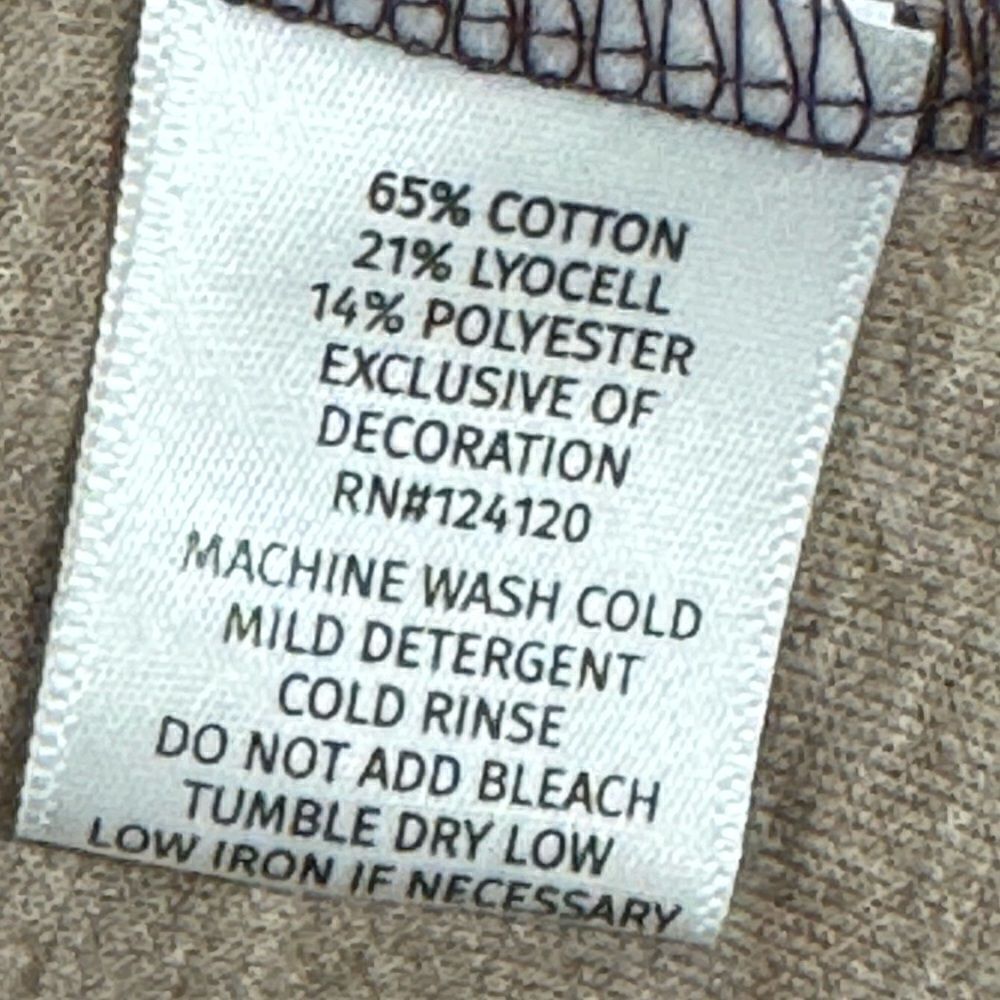 65% COTTON
21% LYOCELL
14% POLYESTER
EXCLUSIVE OF
DECORATION
RN#124120
MACHINE WASH COLD
MILD DETERGENT
COLD RINSE
DO NOT ADD BLEACH
TUMBLE DRY LOW
LOW IRON IF NECESSARY